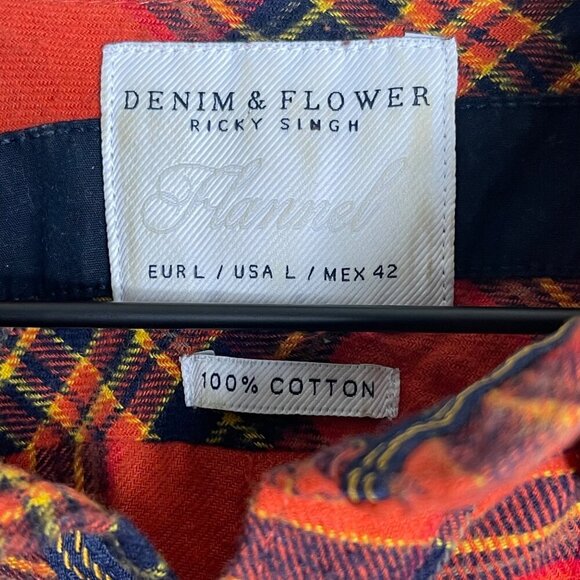 DENIM & FLOWER
RICKY SINGH
Flannel
EUR L / USA L / MEX 42
100% COTTON